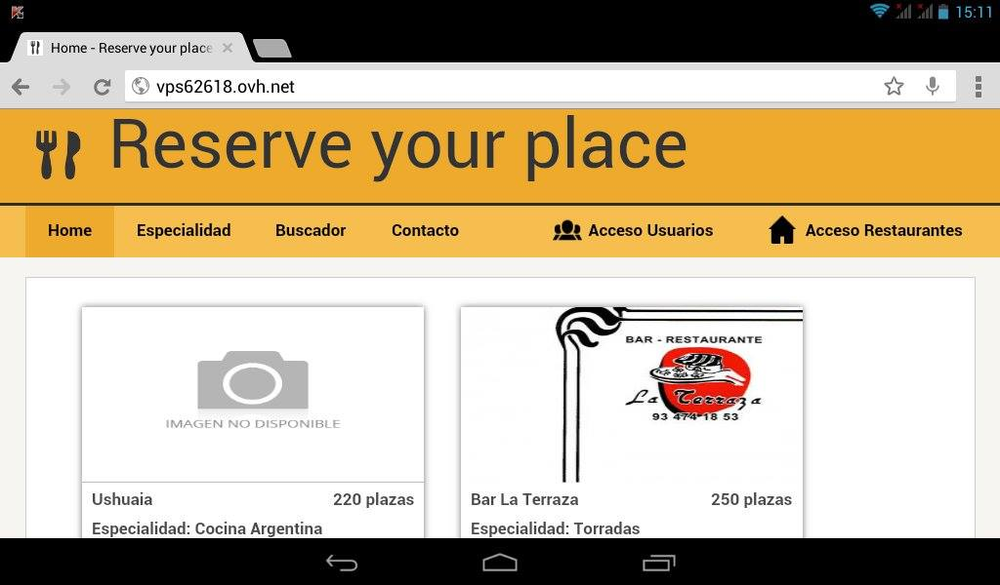 15:11
Home - Reserve your place
vps62618.ovh.net
Reserve your place
Home Especialidad Buscador Contacto Acceso Usuarios Acceso Restaurantes
IMAGEN NO DISPONIBLE
BAR - RESTAURANTE
La Terraza
93 474 18 53
Ushuaia 220 plazas
Especialidad: Cocina Argentina
Bar La Terraza 250 plazas
Especialidad: Torradas